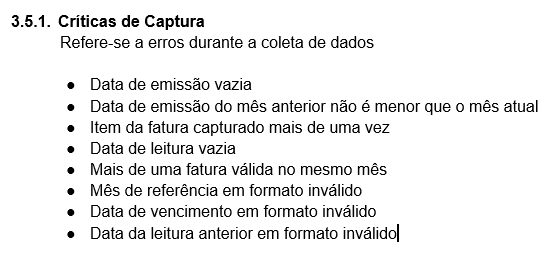 3.5.1. Críticas de Captura
Refere-se a erros durante a coleta de dados
● Data de emissão vazia
● Data de emissão do mês anterior não é menor que o mês atual
● Item da fatura capturado mais de uma vez
● Data de leitura vazia
● Mais de uma fatura válida no mesmo mês
● Mês de referência em formato inválido
● Data de vencimento em formato inválido
● Data da leitura anterior em formato inválido